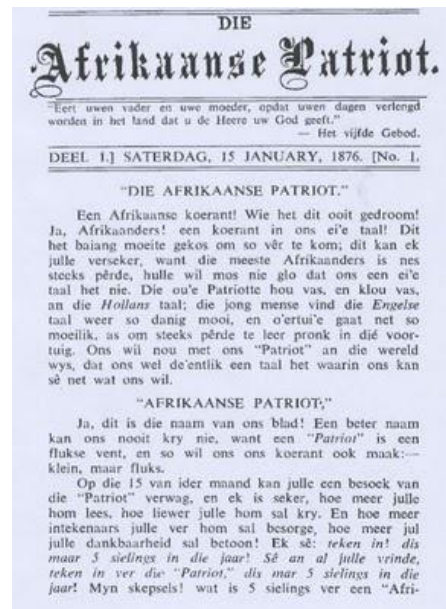 DIE
Afrikaanse Patriot.
"Eert uwen vader en uwe moeder, opdat uwen dagen verlengd
worden in het land dat u de Heere uw God geeft."
— Het vijfde Gebod.
DEEL 1.] SATERDAG, 15 JANUARY, 1876. [No. 1.
"DIE AFRIKAANSE PATRIOT."
Een Afrikaanse koerant! Wie het dit ooit gedroom!
Ja, Afrikaanders! een koerant in ons ei'e taal! Dit
het baiang moeite gekos om so vêr te kom; dit kan ek
julle verseker, want die meeste Afrikaanders is nes
steeks pêrde, hulle wil mos nie glo dat ons een ei'e
taal het nie. Die ou'e Patriotte hou vas, en klou vas,
an die Hollans taal; die jong mense vind die Engelse
taal weer so danig mooi, en o'ertui'e gaat net so
moeilik, as om steeks pêrde te leer pronk in dié voor-
tuig. Ons wil nou met ons "Patriot" an die wereld
wys, dat ons wel de'entlik een taal het waarin ons kan
sê net wat ons wil.
"AFRIKAANSE PATRIOT;"
Ja, dit is die naam van ons blad! Een beter naam
kan ons nooit kry nie, want een "Patriot" is een
flukse vent, en so wil ons ons koerant ook maak:—
klein, maar fluks.
Op die 15 van ider maand kan julle een besoek van
die "Patriot" verwag, en ek is seker, hoe meer julle
hom lees, hoe liewer julle hom sal kry. En hoe meer
intekenaars julle ver hom sal besorge, hoe meer jul
julle dankbaarheid sal betoon! Ek sê: teken in! dis
maar 5 sielings in die jaar! Sê an al julle vrinde,
teken in ver die "Patriot," dis mar 5 sielings in die
jaar! Myn skepsels! wat is 5 sielings ver een "Afri-